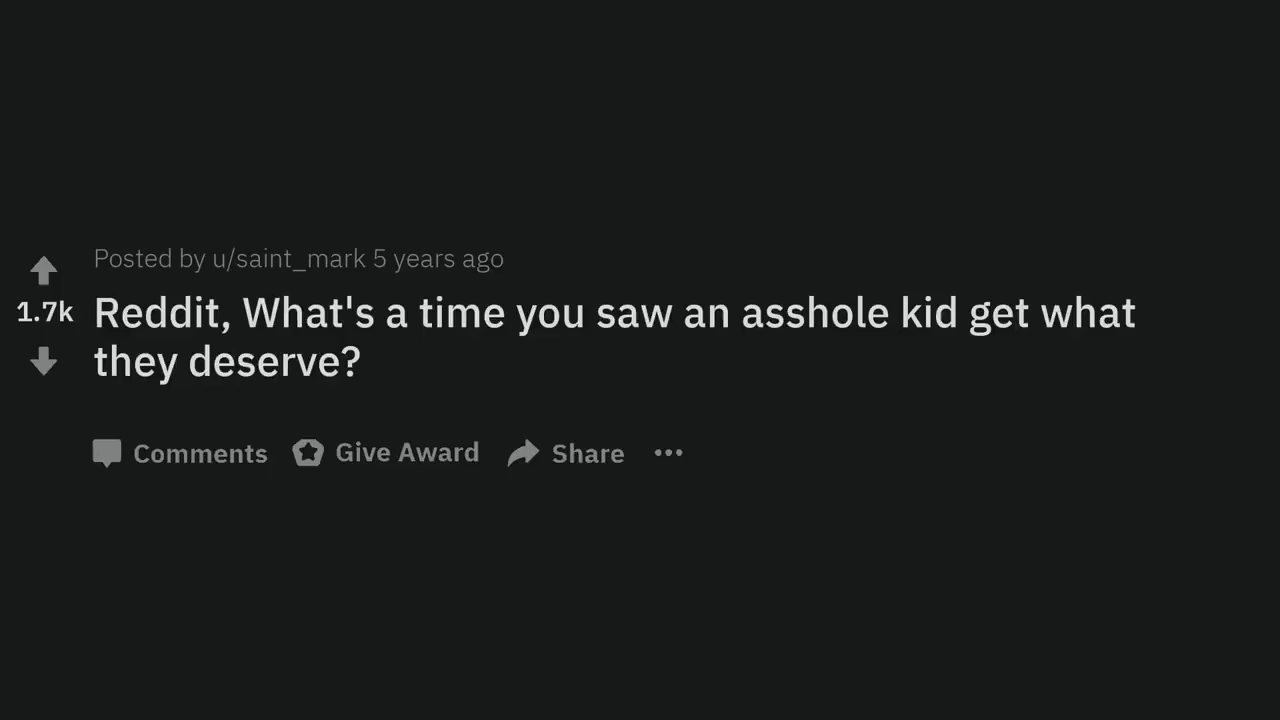 Posted by u/saint_mark 5 years ago
1.7k
Reddit, What's a time you saw an asshole kid get what
they deserve?
Comments Give Award Share •••